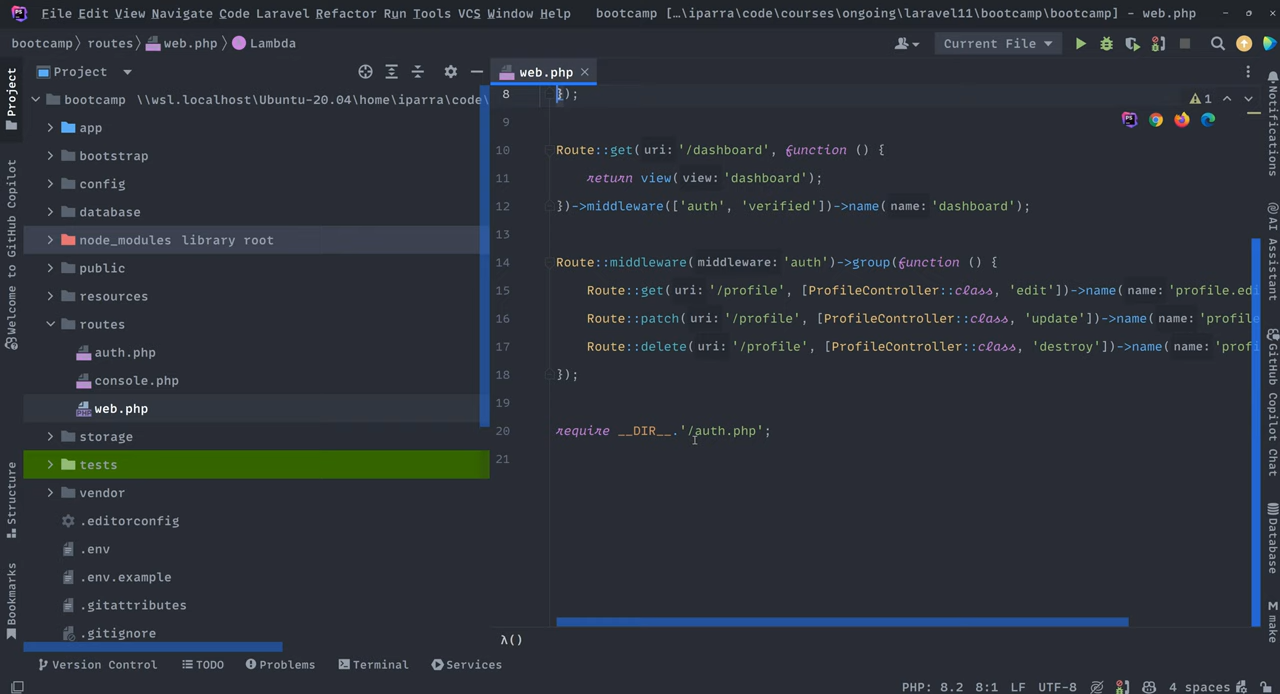 File Edit View Navigate Code Laravel Refactor Run Tools VCS Window Help bootcamp […\iparra\code\courses\ongoing\laravel11\bootcamp\bootcamp] – web.php
bootcamp routes web.php Lambda Current File
Project web.php
bootcamp \\wsl.localhost\Ubuntu-20.04\home\iparra\code\
app
bootstrap
config
database
node_modules library root
public
resources
routes
auth.php
console.php
web.php
storage
tests
vendor
.editorconfig
.env
.env.example
.gitattributes
.gitignore
8 });
1
9
10 Route::get( uri: '/dashboard', function () {
11 return view( view: 'dashboard');
12 })->middleware(['auth', 'verified'])->name( name: 'dashboard');
13
14 Route::middleware( middleware: 'auth')->group(function () {
15 Route::get( uri: '/profile', [ProfileController::class, 'edit'])->name( name: 'profile.edi
16 Route::patch( uri: '/profile', [ProfileController::class, 'update'])->name( name: 'profile
17 Route::delete( uri: '/profile', [ProfileController::class, 'destroy'])->name( name: 'profi
18 });
19
20 require __DIR__.'/auth.php';
21
λ()
Project
Welcome to GitHub Copilot
Structure
Bookmarks
Notifications
AI Assistant
GitHub Copilot Chat
Database
M make
Version Control TODO Problems Terminal Services
PHP: 8.2 8:1 LF UTF-8 4 spaces